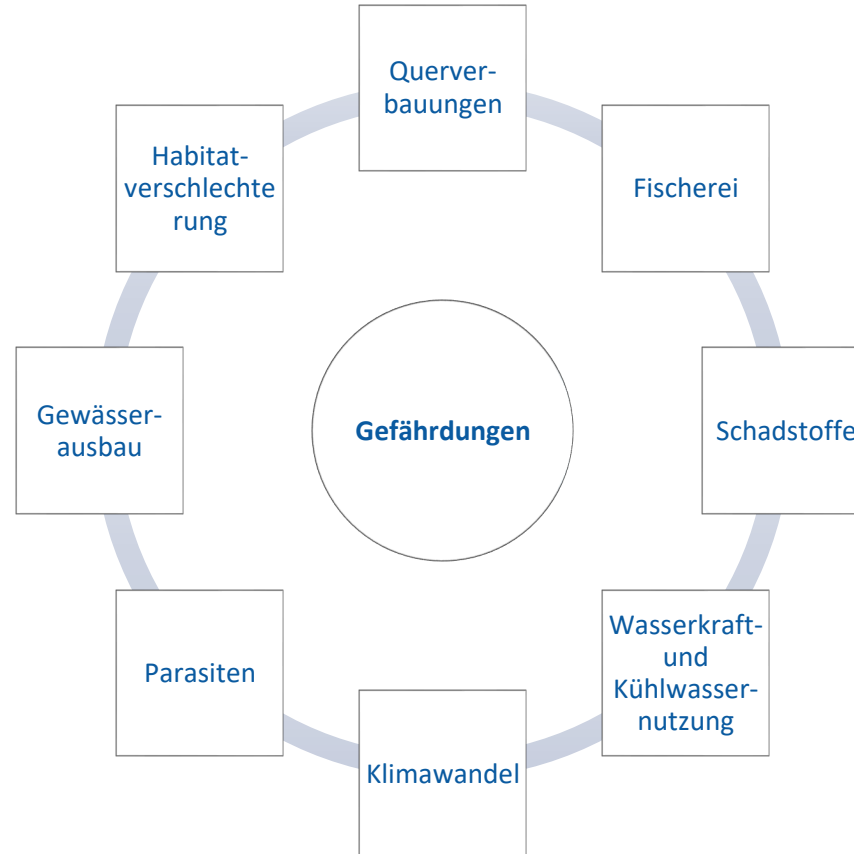 Querver-
bauungen
Fischerei
Schadstoffe
Wasserkraft-
und
Kühlwasser-
nutzung
Klimawandel
Parasiten
Gewässer-
ausbau
Habitat-
verschlechte
rung
Gefährdungen